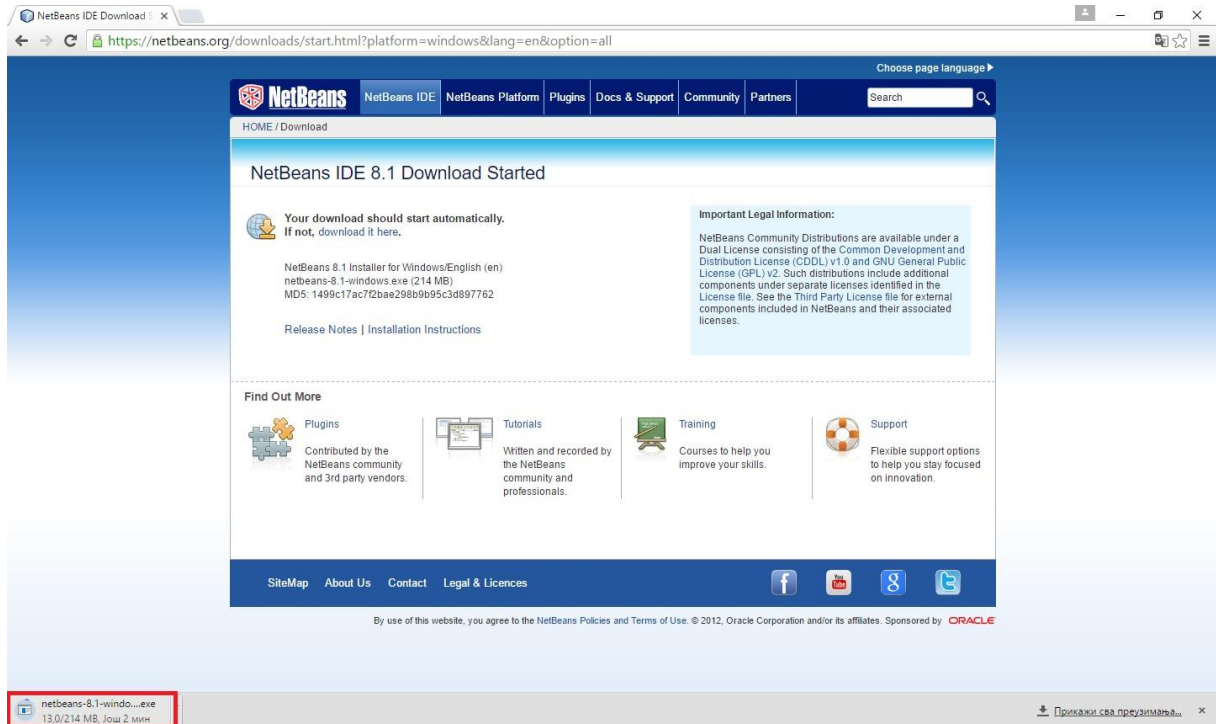 NetBeans IDE Download S
https://netbeans.org/downloads/start.html?platform=windows&lang=en&option=all
Choose page language
NetBeans
NetBeans IDE NetBeans Platform Plugins Docs & Support Community Partners
Search
HOME / Download
NetBeans IDE 8.1 Download Started
Your download should start automatically.
If not, download it here.
NetBeans 8.1 Installer for Windows/English (en)
netbeans-8.1-windows.exe (214 MB)
MD5: 1499c17ac7f2bae298b9b95c3d897762
Release Notes | Installation Instructions
Important Legal Information:
NetBeans Community Distributions are available under a
Dual License consisting of the Common Development and
Distribution License (CDDL) v1.0 and GNU General Public
License (GPL) v2. Such distributions include additional
components under separate licenses identified in the
License file. See the Third Party License file for external
components included in NetBeans and their associated
licenses.
Find Out More
Plugins
Contributed by the
NetBeans community
and 3rd party vendors.
Tutorials
Written and recorded by
the NetBeans
community and
professionals.
Training
Courses to help you
improve your skills.
Support
Flexible support options
to help you stay focused
on innovation.
SiteMap About Us Contact Legal & Licences
f
You Tube
8
By use of this website, you agree to the NetBeans Policies and Terms of Use. © 2012, Oracle Corporation and/or its affiliates. Sponsored by ORACLE
netbeans-8.1-windo....exe
13,0/214 MB, Још 2 мин
Прикажи сва преузимања...